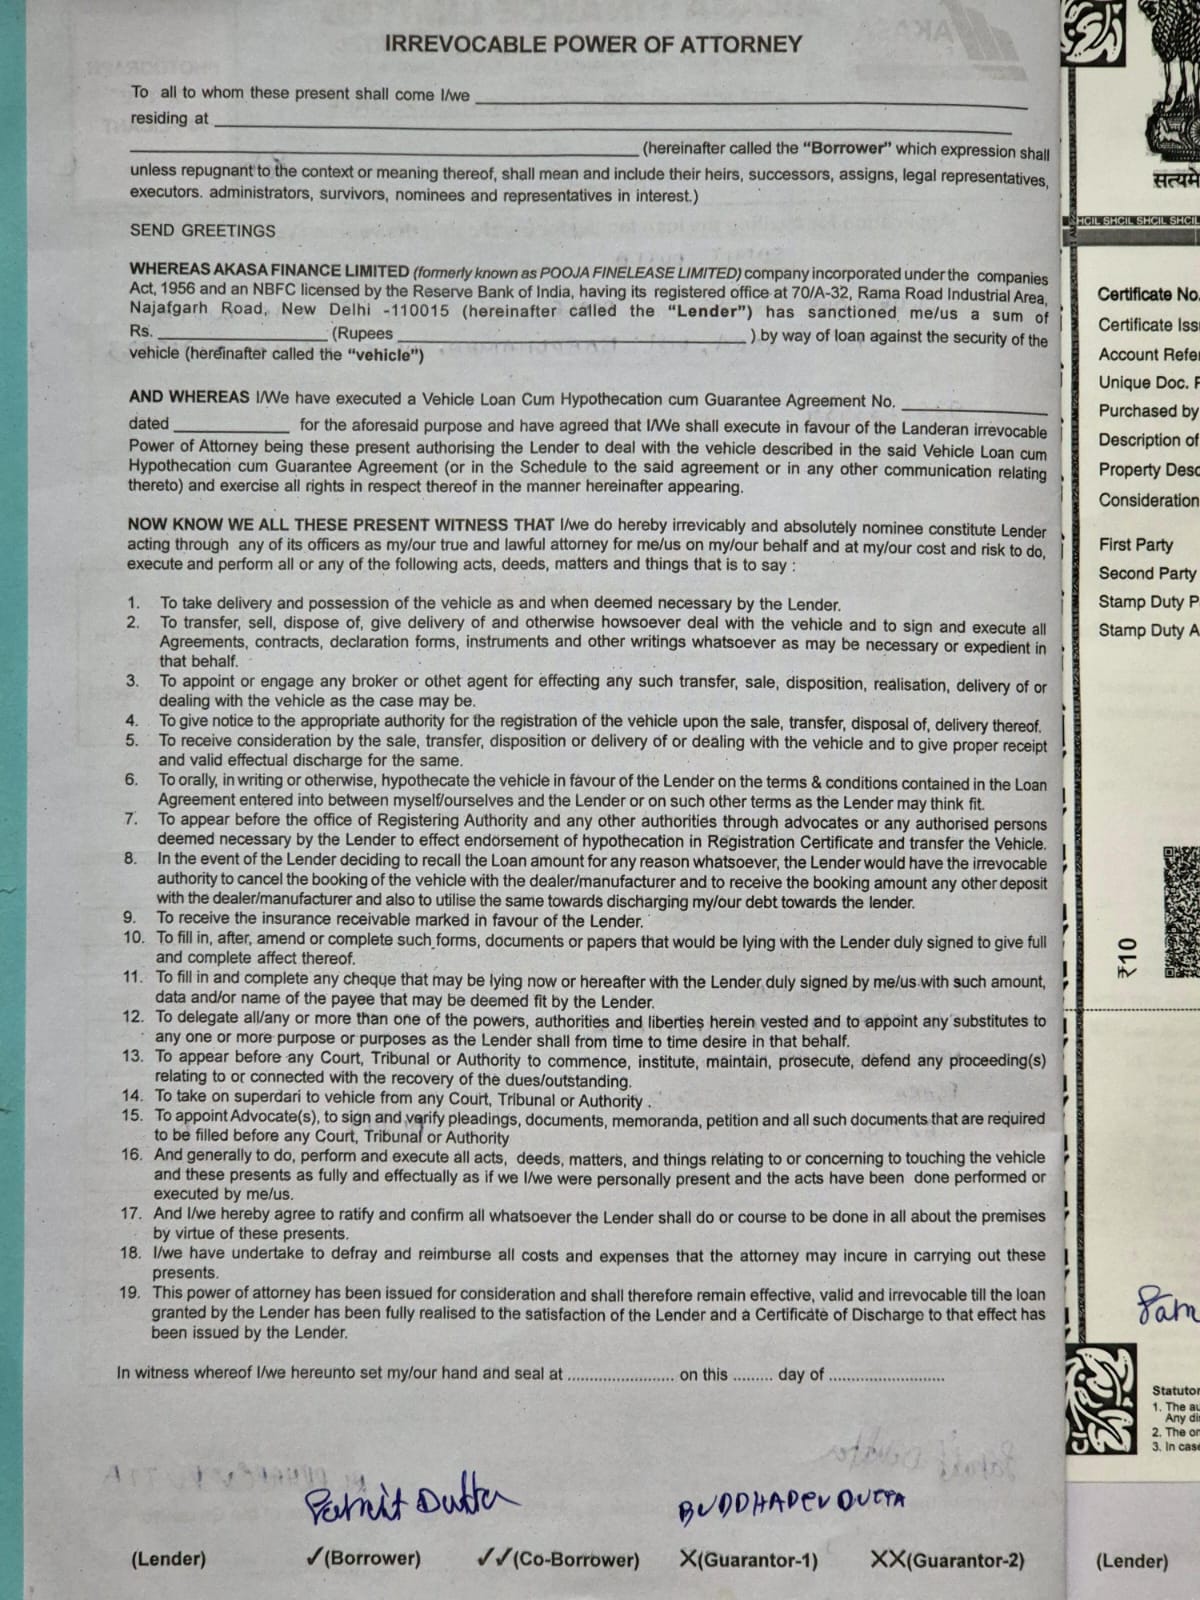 IRREVOCABLE POWER OF ATTORNEY
To all to whom these present shall come I/we
residing at
(hereinafter called the "Borrower" which expression shall
unless repugnant to the context or meaning thereof, shall mean and include their heirs, successors, assigns, legal representatives,
executors. administrators, survivors, nominees and representatives in interest.)
SEND GREETINGS
WHEREAS AKASA FINANCE LIMITED (formerly known as POOJA FINELEASE LIMITED) company incorporated under the companies
Act, 1956 and an NBFC licensed by the Reserve Bank of India, having its registered office at 70/A-32, Rama Road Industrial Area,
Najafgarh Road, New Delhi -110015 (hereinafter called the "Lender") has sanctioned me/us a sum of
Rs. (Rupees ) by way of loan against the security of the
vehicle (hereinafter called the "vehicle")
AND WHEREAS I/We have executed a Vehicle Loan Cum Hypothecation cum Guarantee Agreement No.
dated for the aforesaid purpose and have agreed that I/We shall execute in favour of the Landeran irrevocable
Power of Attorney being these present authorising the Lender to deal with the vehicle described in the said Vehicle Loan cum
Hypothecation cum Guarantee Agreement (or in the Schedule to the said agreement or in any other communication relating
thereto) and exercise all rights in respect thereof in the manner hereinafter appearing.
NOW KNOW WE ALL THESE PRESENT WITNESS THAT I/we do hereby irrevicably and absolutely nominee constitute Lender
acting through any of its officers as my/our true and lawful attorney for me/us on my/our behalf and at my/our cost and risk to do,
execute and perform all or any of the following acts, deeds, matters and things that is to say :
1. To take delivery and possession of the vehicle as and when deemed necessary by the Lender.
2. To transfer, sell, dispose of, give delivery of and otherwise howsoever deal with the vehicle and to sign and execute all
Agreements, contracts, declaration forms, instruments and other writings whatsoever as may be necessary or expedient in
that behalf.
3. To appoint or engage any broker or othet agent for effecting any such transfer, sale, disposition, realisation, delivery of or
dealing with the vehicle as the case may be.
4. To give notice to the appropriate authority for the registration of the vehicle upon the sale, transfer, disposal of, delivery thereof.
5. To receive consideration by the sale, transfer, disposition or delivery of or dealing with the vehicle and to give proper receipt
and valid effectual discharge for the same.
6. To orally, in writing or otherwise, hypothecate the vehicle in favour of the Lender on the terms & conditions contained in the Loan
Agreement entered into between myself/ourselves and the Lender or on such other terms as the Lender may think fit.
7. To appear before the office of Registering Authority and any other authorities through advocates or any authorised persons
deemed necessary by the Lender to effect endorsement of hypothecation in Registration Certificate and transfer the Vehicle.
8. In the event of the Lender deciding to recall the Loan amount for any reason whatsoever, the Lender would have the irrevocable
authority to cancel the booking of the vehicle with the dealer/manufacturer and to receive the booking amount any other deposit
with the dealer/manufacturer and also to utilise the same towards discharging my/our debt towards the lender.
9. To receive the insurance receivable marked in favour of the Lender.
10. To fill in, after, amend or complete such forms, documents or papers that would be lying with the Lender duly signed to give full
and complete affect thereof.
11. To fill in and complete any cheque that may be lying now or hereafter with the Lender duly signed by me/us with such amount,
data and/or name of the payee that may be deemed fit by the Lender.
12. To delegate all/any or more than one of the powers, authorities and liberties herein vested and to appoint any substitutes to
any one or more purpose or purposes as the Lender shall from time to time desire in that behalf.
13. To appear before any Court, Tribunal or Authority to commence, institute, maintain, prosecute, defend any proceeding(s)
relating to or connected with the recovery of the dues/outstanding.
14. To take on superdari to vehicle from any Court, Tribunal or Authority .
15. To appoint Advocate(s), to sign and verify pleadings, documents, memoranda, petition and all such documents that are required
to be filled before any Court, Tribunal or Authority
16. And generally to do, perform and execute all acts, deeds, matters, and things relating to or concerning to touching the vehicle
and these presents as fully and effectually as if we I/we were personally present and the acts have been done performed or
executed by me/us.
17. And I/we hereby agree to ratify and confirm all whatsoever the Lender shall do or course to be done in all about the premises
by virtue of these presents.
18. I/we have undertake to defray and reimburse all costs and expenses that the attorney may incure in carrying out these
presents.
19. This power of attorney has been issued for consideration and shall therefore remain effective, valid and irrevocable till the loan
granted by the Lender has been fully realised to the satisfaction of the Lender and a Certificate of Discharge to that effect has
been issued by the Lender.
In witness whereof I/we hereunto set my/our hand and seal at ........................ on this ......... day of ..........................
Dutta BUDDHADEV DUTTA
(Lender) ✓(Borrower) ✓✓(Co-Borrower) X(Guarantor-1) XX(Guarantor-2)
SHCIL SHCIL SHCIL
Certificate No.
Certificate
Account
Unique Doc.
Purchased by
Description of
Property
Consideration
First Party
Second Party
Stamp Duty
Stamp Duty
₹10
1. The
Any
2. The
3. In
(Lender)